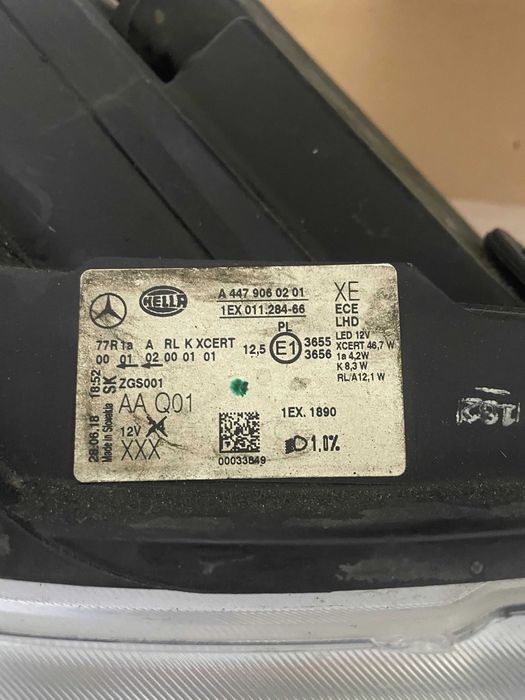 HELLA
A 447 906 02 01
1EX 011.284-66
XE
ECE
LHD
LED 12V
XCERT 46,7 W
1a 4,2W
K 8,3 W
RL/A12,1 W
77R 1a A RL K XCERT
00 01 02 00 01 01
PL
12,5 E1 3655
3656
ZGS001
AA Q01
12V
XXX
28.06.18 18:52
Made in Slovakia SK
1EX. 1890
00033849
1.0%